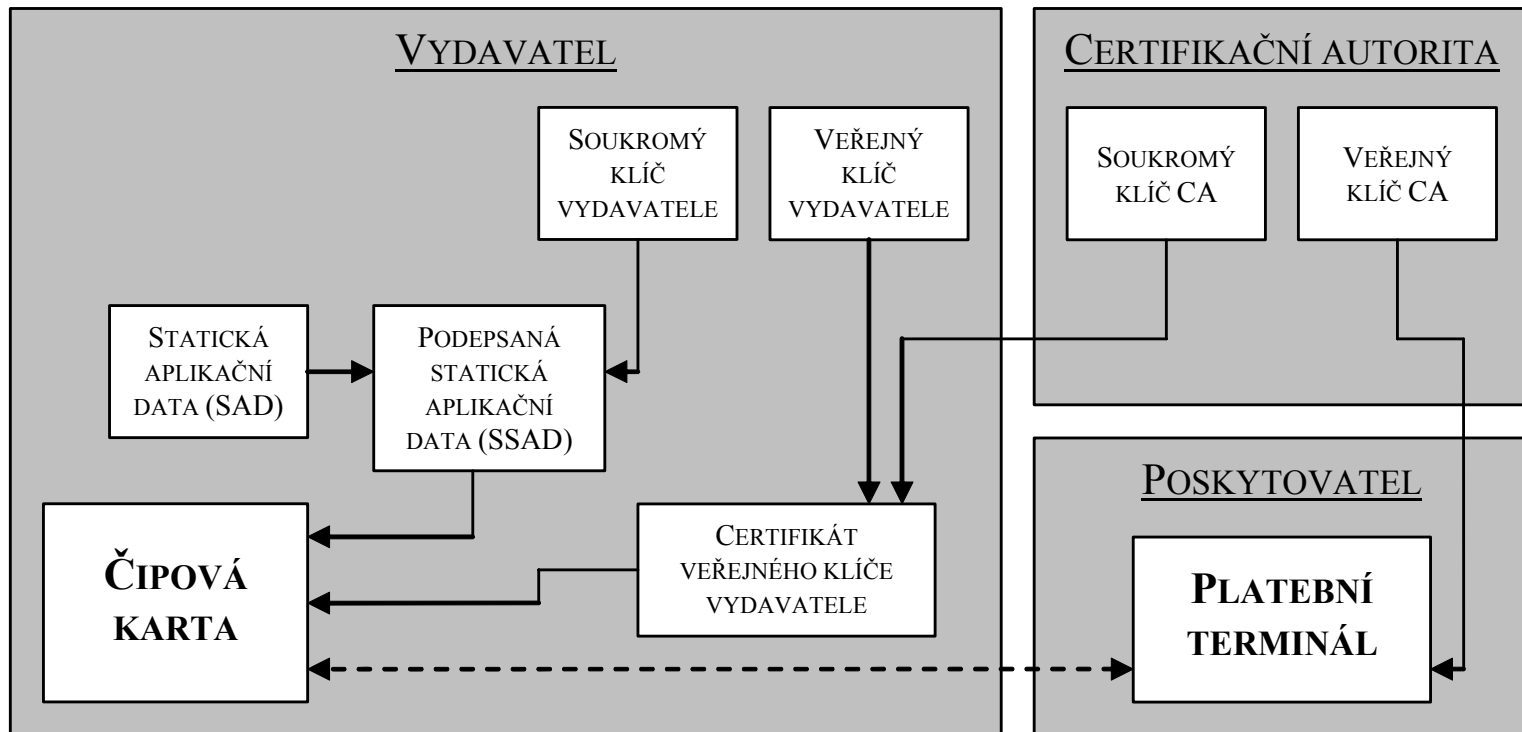 VYDAVATEL
CERTIFIKAČNÍ AUTORITA
SOUKROMÝ
KLÍČ
VYDAVATELE
VEŘEJNÝ
KLÍČ
VYDAVATELE
SOUKROMÝ
KLÍČ CA
VEŘEJNÝ
KLÍČ CA
STATICKÁ
APLIKAČNÍ
DATA (SAD)
PODEPSANÁ
STATICKÁ
APLIKAČNÍ
DATA (SSAD)
POSKYTOVATEL
ČIPOVÁ
KARTA
CERTIFIKÁT
VEŘEJNÉHO KLÍČE
VYDAVATELE
PLATEBNÍ
TERMINÁL